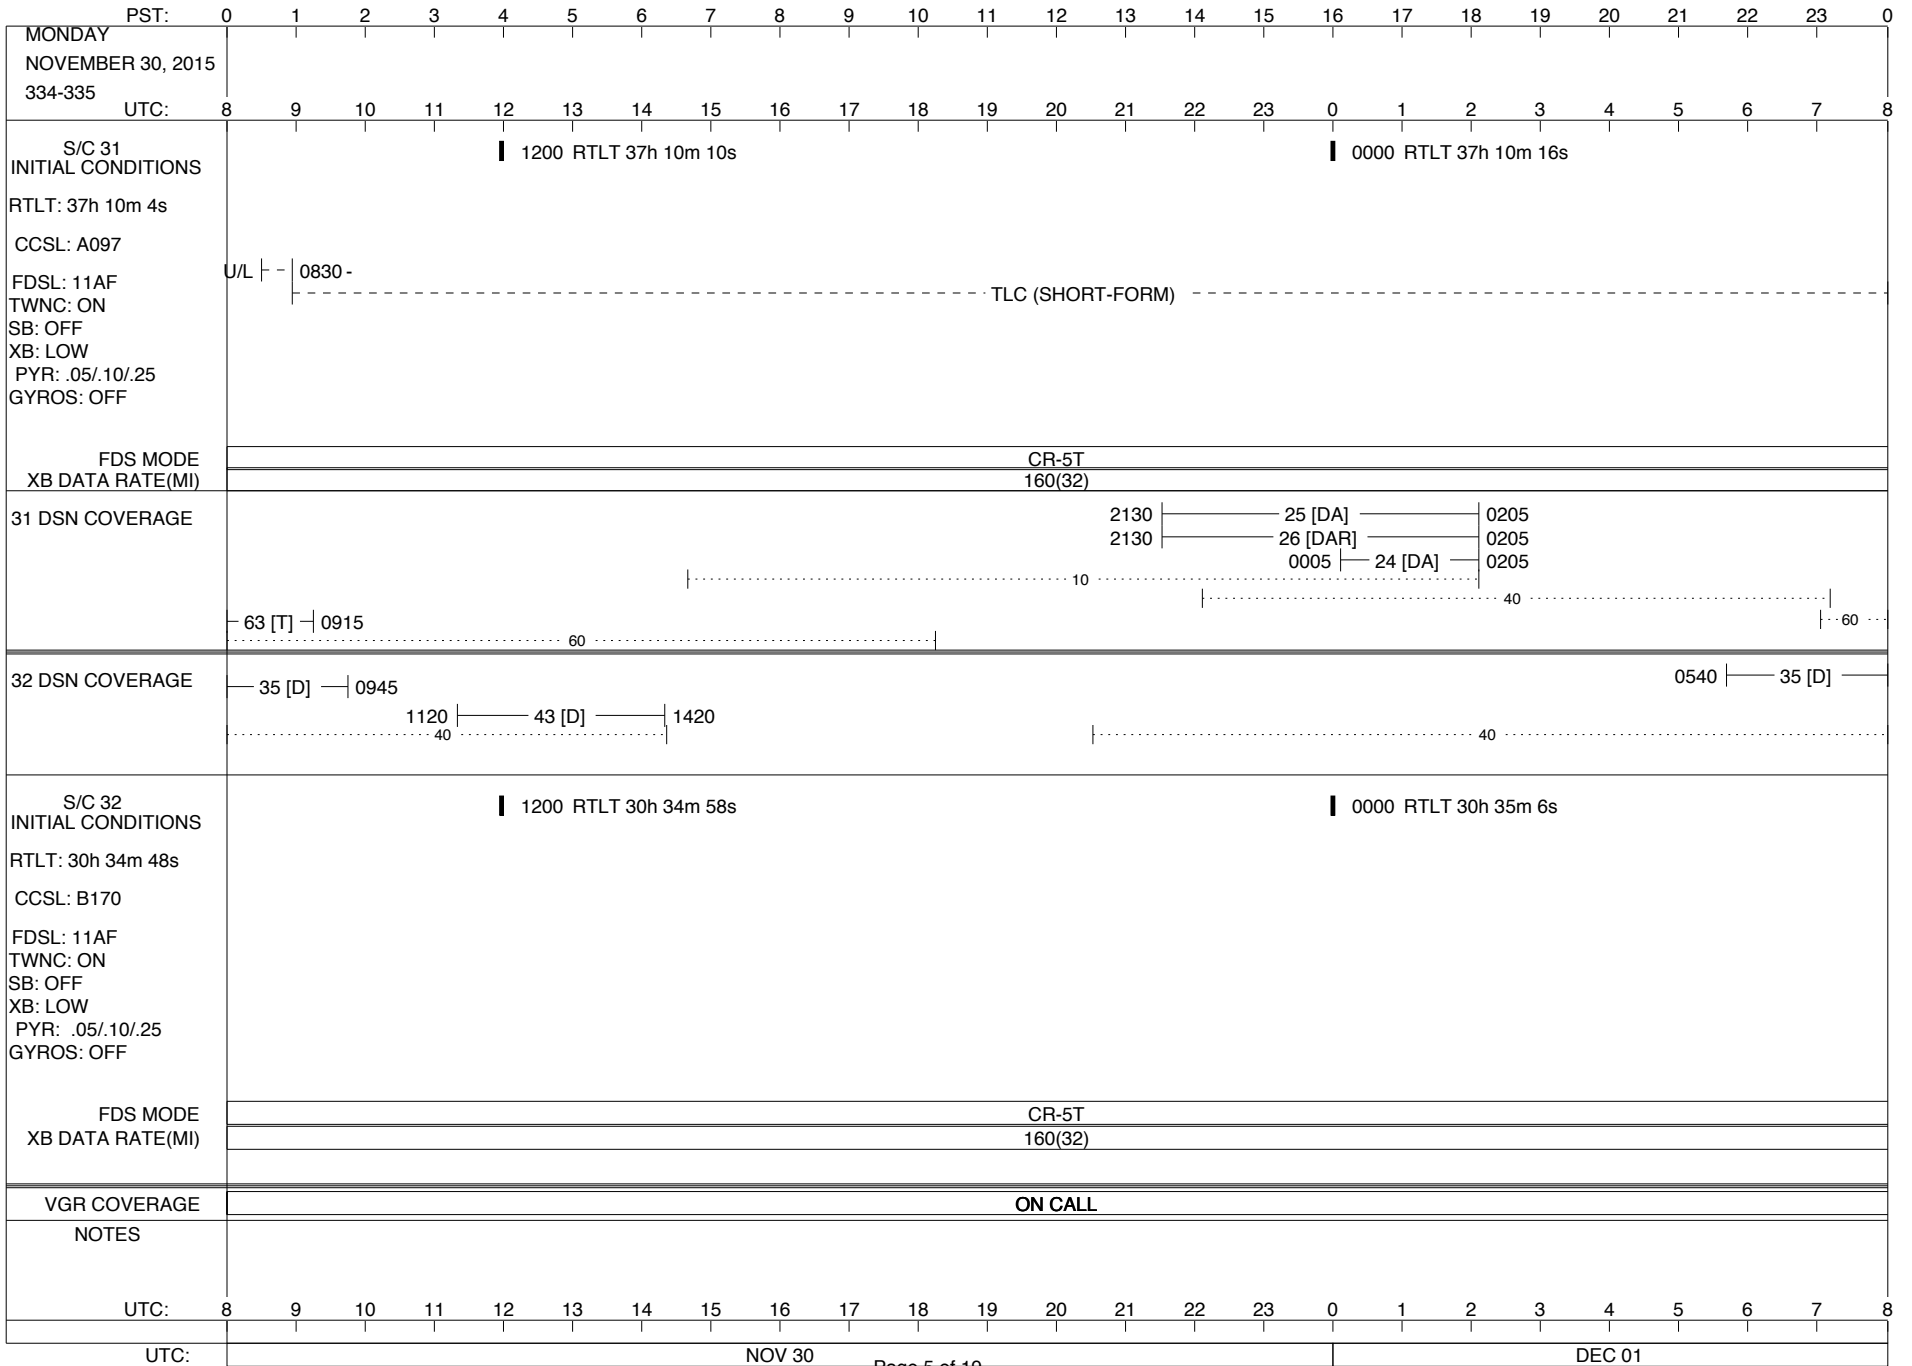 PST: 0 1 2 3 4 5 6 7 8 9 10 11 12 13 14 15 16 17 18 19 20 21 22 23 0
MONDAY
NOVEMBER 30, 2015
334-335
UTC: 8 9 10 11 12 13 14 15 16 17 18 19 20 21 22 23 0 1 2 3 4 5 6 7 8
S/C 31
INITIAL CONDITIONS
1200 RTLT 37h 10m 10s
0000 RTLT 37h 10m 16s
RTLT: 37h 10m 4s
CCSL: A097
U/L 0830 -
FDSL: 11AF
TLC (SHORT-FORM)
TWNC: ON
SB: OFF
XB: LOW
PYR: .05/.10/.25
GYROS: OFF
FDS MODE CR-5T
XB DATA RATE(MI) 160(32)
31 DSN COVERAGE
2130 25 [DA] 0205
2130 26 [DAR] 0205
0005 24 [DA] 0205
10
40
63 [T] 0915
60
60
32 DSN COVERAGE
0540 35 [D]
35 [D] 0945
1120 43 [D] 1420
40 40
S/C 32
INITIAL CONDITIONS
1200 RTLT 30h 34m 58s
0000 RTLT 30h 35m 6s
RTLT: 30h 34m 48s
CCSL: B170
FDSL: 11AF
TWNC: ON
SB: OFF
XB: LOW
PYR: .05/.10/.25
GYROS: OFF
FDS MODE CR-5T
XB DATA RATE(MI) 160(32)
VGR COVERAGE ON CALL
NOTES
UTC: 8 9 10 11 12 13 14 15 16 17 18 19 20 21 22 23 0 1 2 3 4 5 6 7 8
UTC: NOV 30 DEC 01
Page 5 of 19